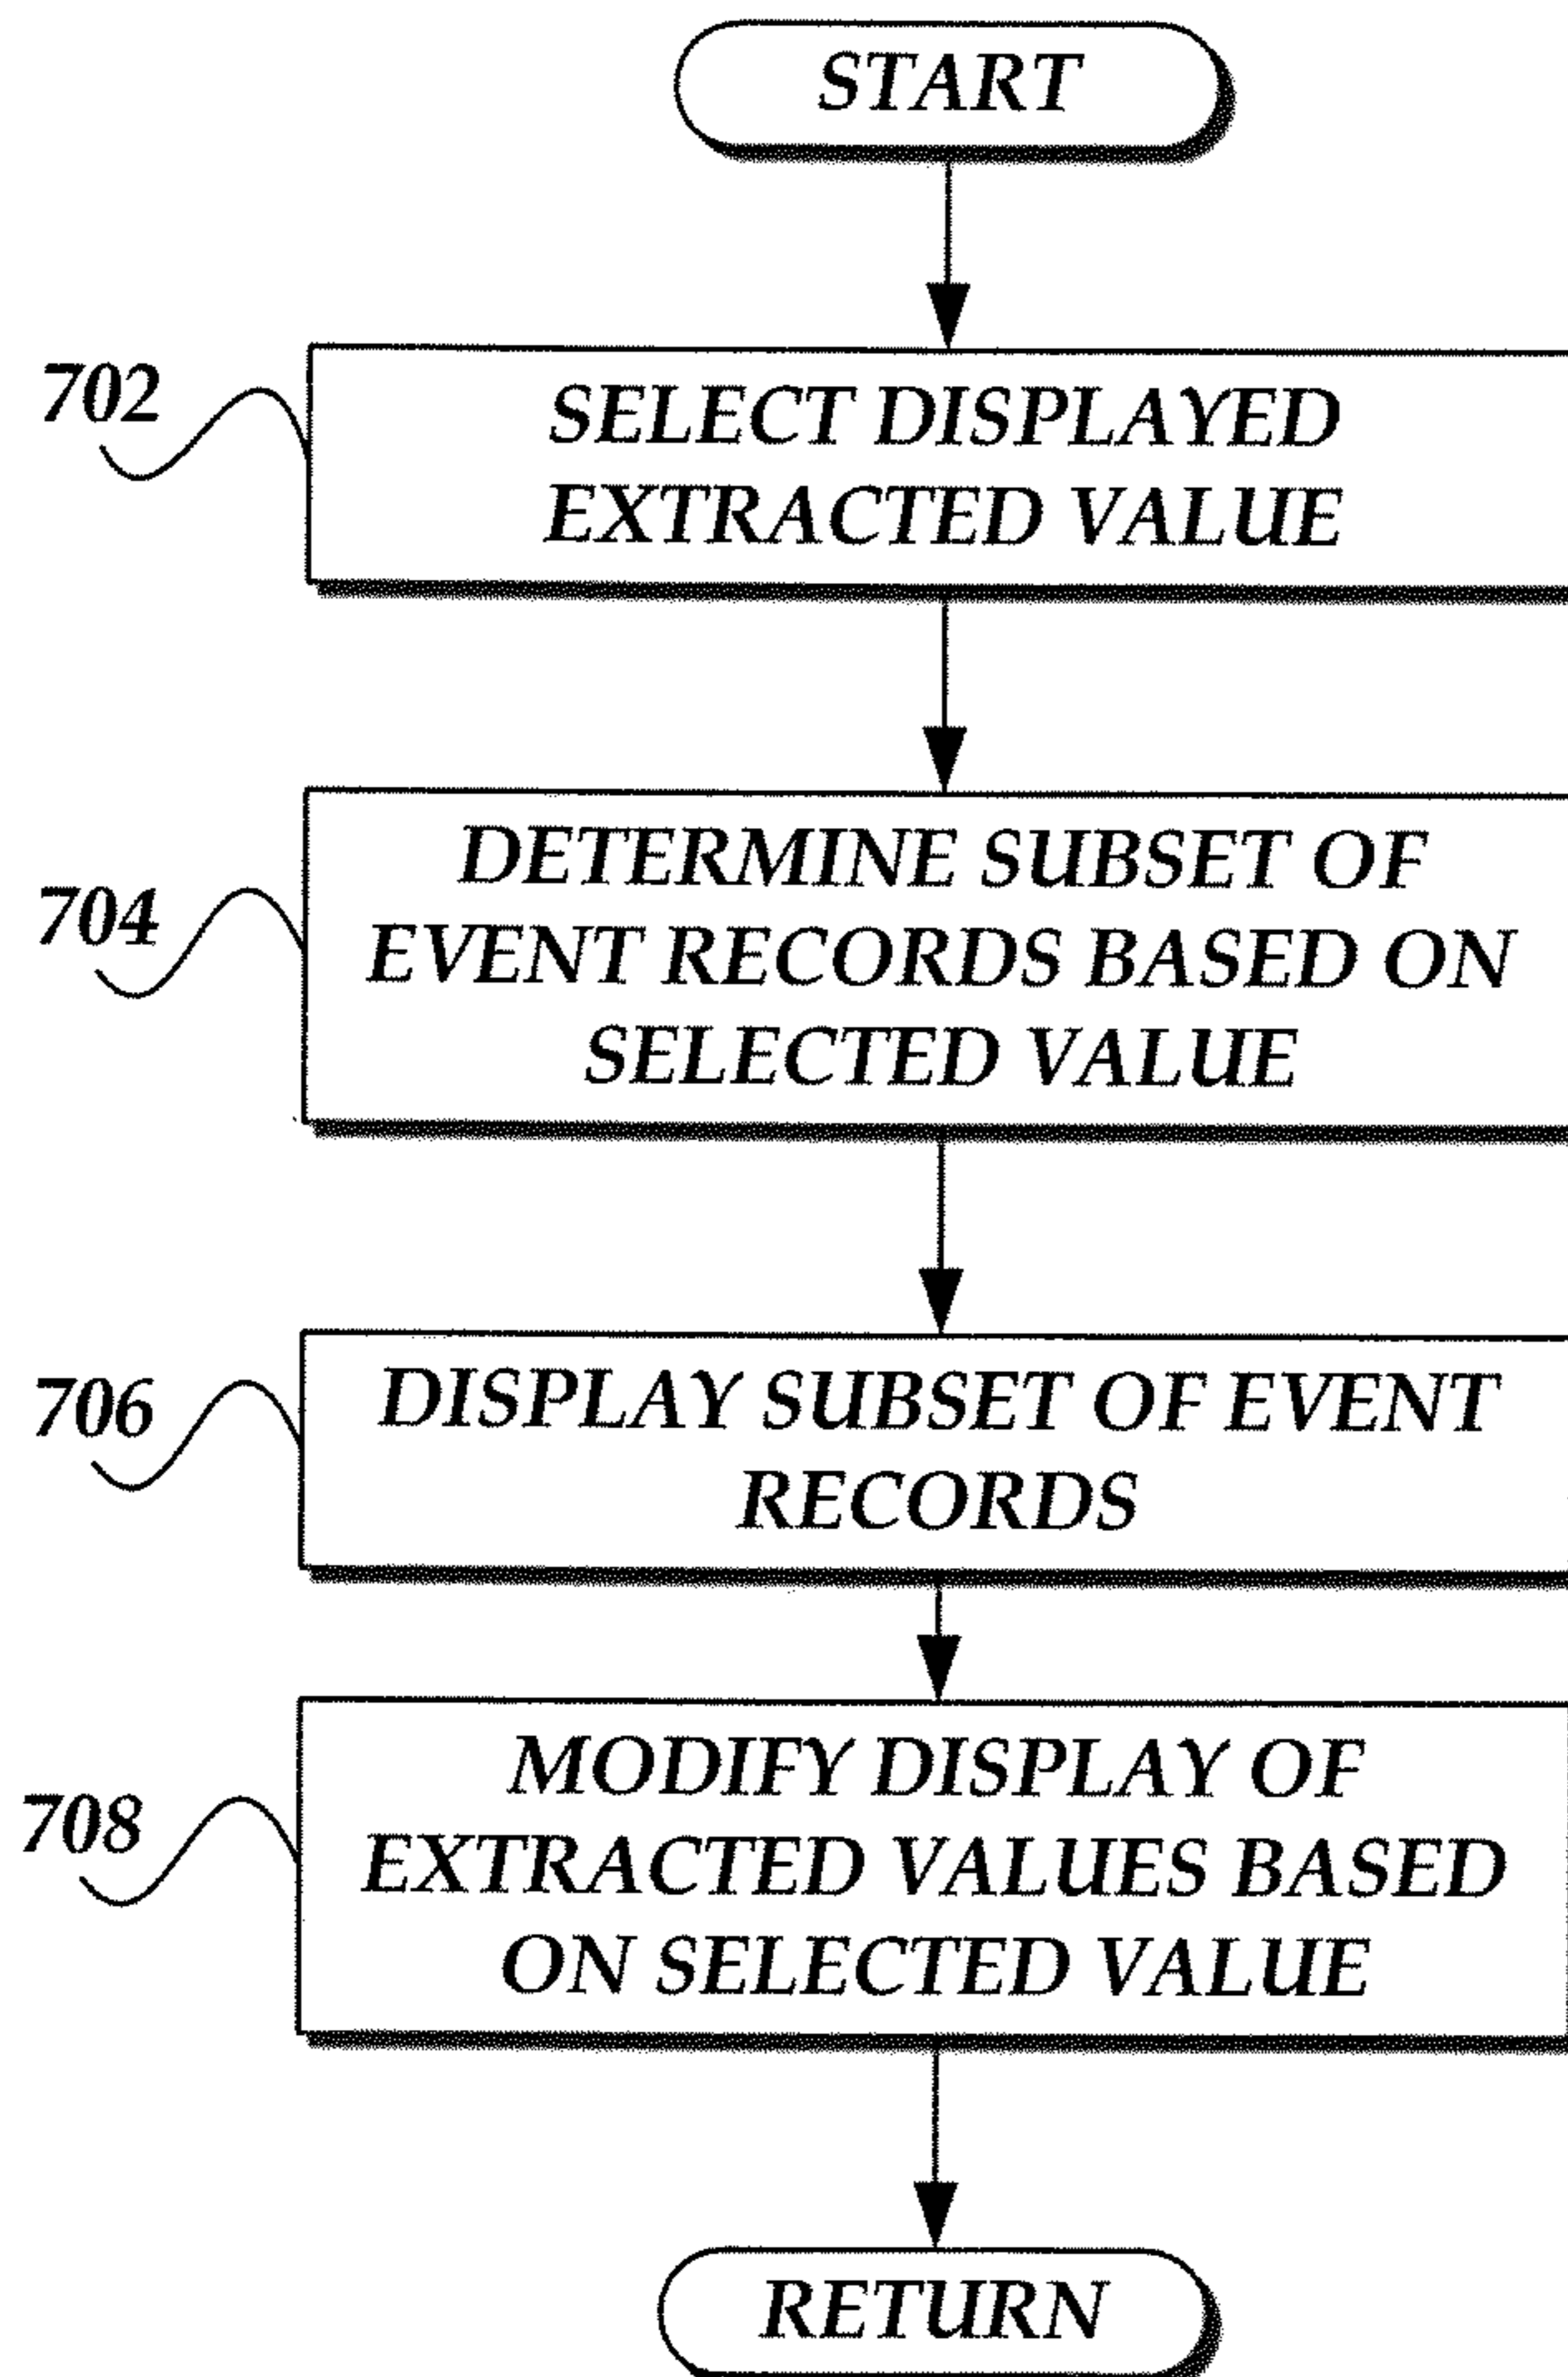 START
702
SELECT DISPLAYED
EXTRACTED VALUE
704
DETERMINE SUBSET OF
EVENT RECORDS BASED ON
SELECTED VALUE
706
DISPLAY SUBSET OF EVENT
RECORDS
708
MODIFY DISPLAY OF
EXTRACTED VALUES BASED
ON SELECTED VALUE
RETURN